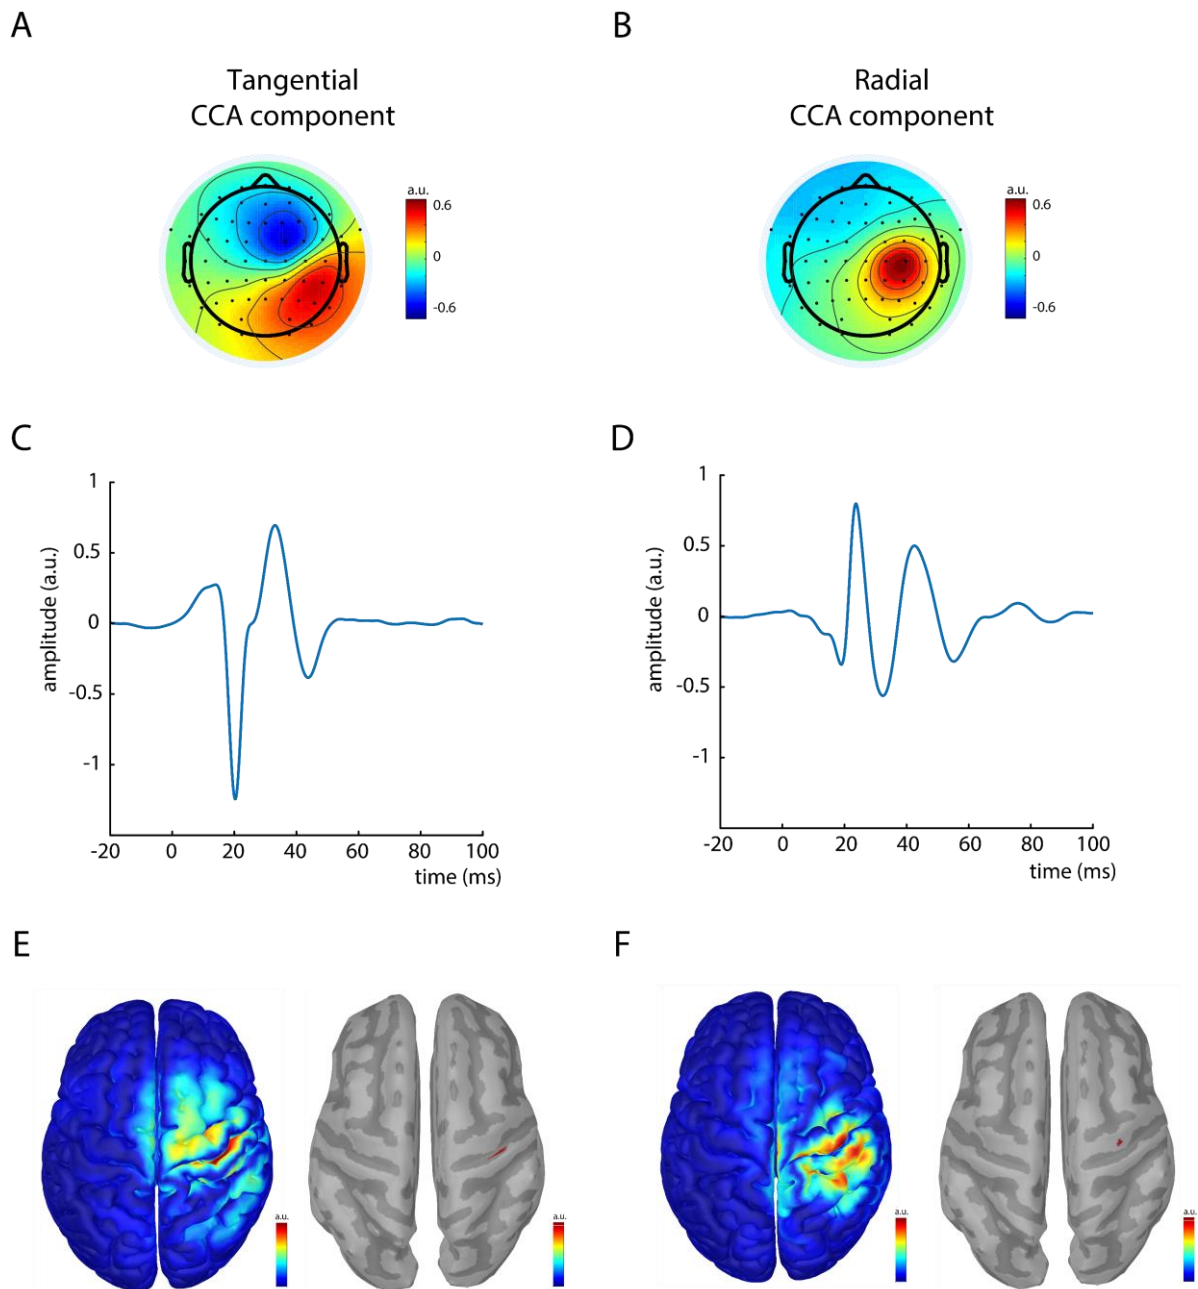 A
B
Tangential
CCA component
Radial
CCA component
a.u.
0.6
0
-0.6
a.u.
0.6
0
-0.6
C
D
1
0.5
0
-0.5
-1
amplitude (a.u.)
-20 0 20 40 60 80 100
time (ms)
1
0.5
0
-0.5
-1
amplitude (a.u.)
-20 0 20 40 60 80 100
time (ms)
E
F
a.u.
a.u.
a.u.
a.u.